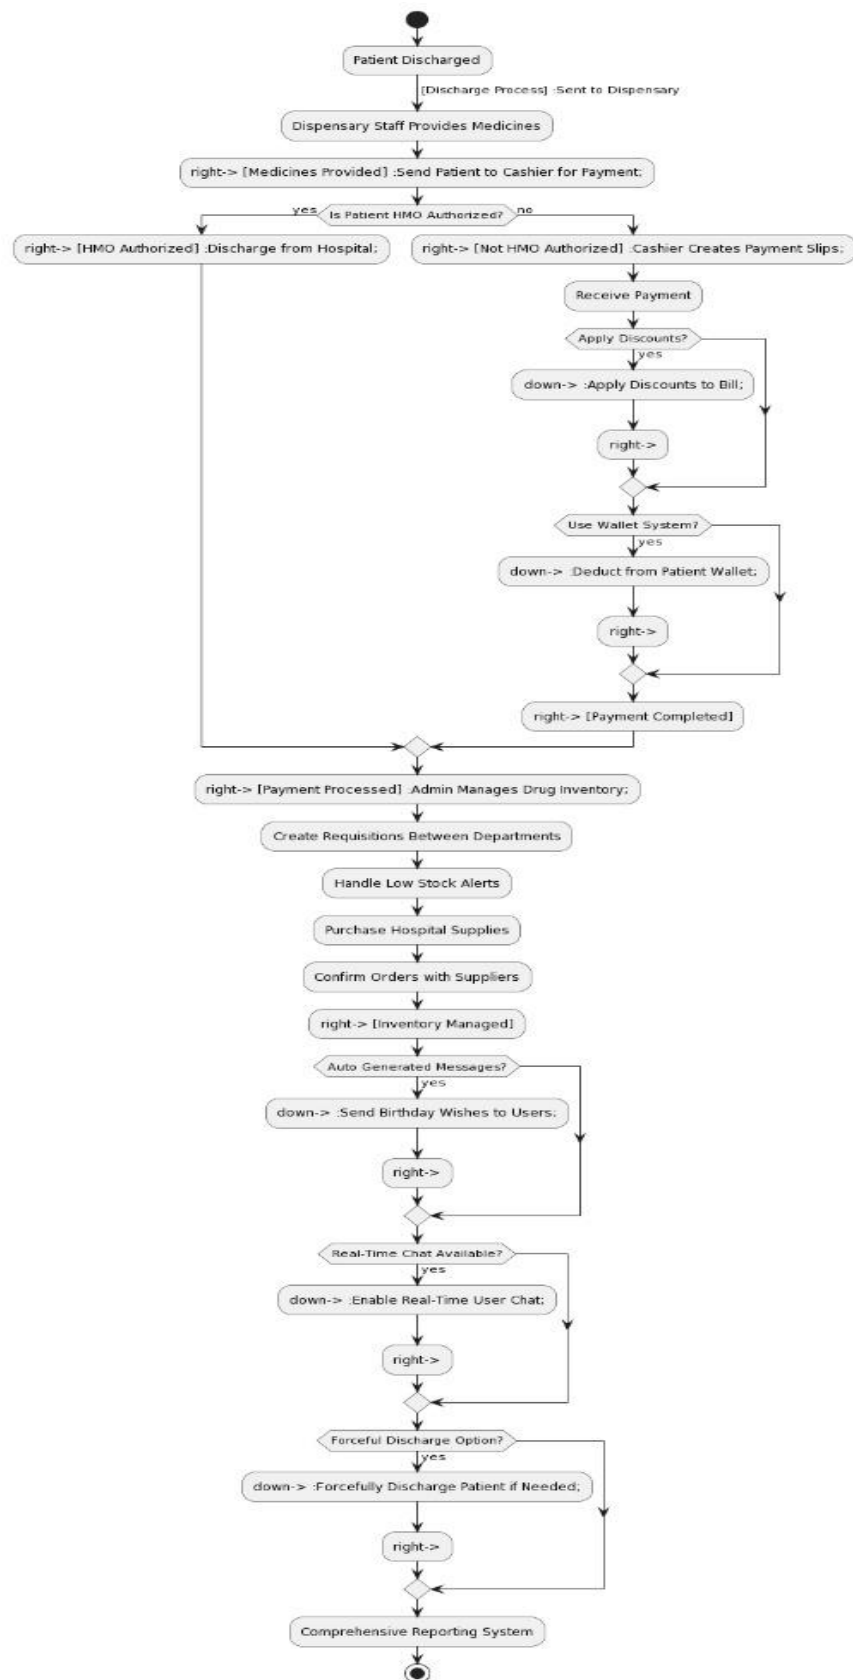 Patient Discharged
[Discharge Process] :Sent to Dispensary
Dispensary Staff Provides Medicines
right-> [Medicines Provided] :Send Patient to Cashier for Payment;
yes
Is Patient HMO Authorized?
no
right-> [HMO Authorized] :Discharge from Hospital;
right-> [Not HMO Authorized] :Cashier Creates Payment Slips;
Receive Payment
Apply Discounts?
yes
down-> :Apply Discounts to Bill;
right->
Use Wallet System?
yes
down-> :Deduct from Patient Wallet;
right->
right-> [Payment Completed]
right-> [Payment Processed] :Admin Manages Drug Inventory;
Create Requisitions Between Departments
Handle Low Stock Alerts
Purchase Hospital Supplies
Confirm Orders with Suppliers
right-> [Inventory Managed]
Auto Generated Messages?
yes
down-> :Send Birthday Wishes to Users;
right->
Real-Time Chat Available?
yes
down-> :Enable Real-Time User Chat;
right->
Forceful Discharge Option?
yes
down-> :Forcefully Discharge Patient if Needed;
right->
Comprehensive Reporting System